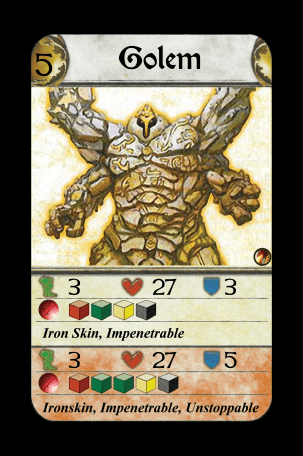 5 Golem
3 27 3
Iron Skin, Impenetrable
3 27 5
Ironskin, Impenetrable, Unstoppable